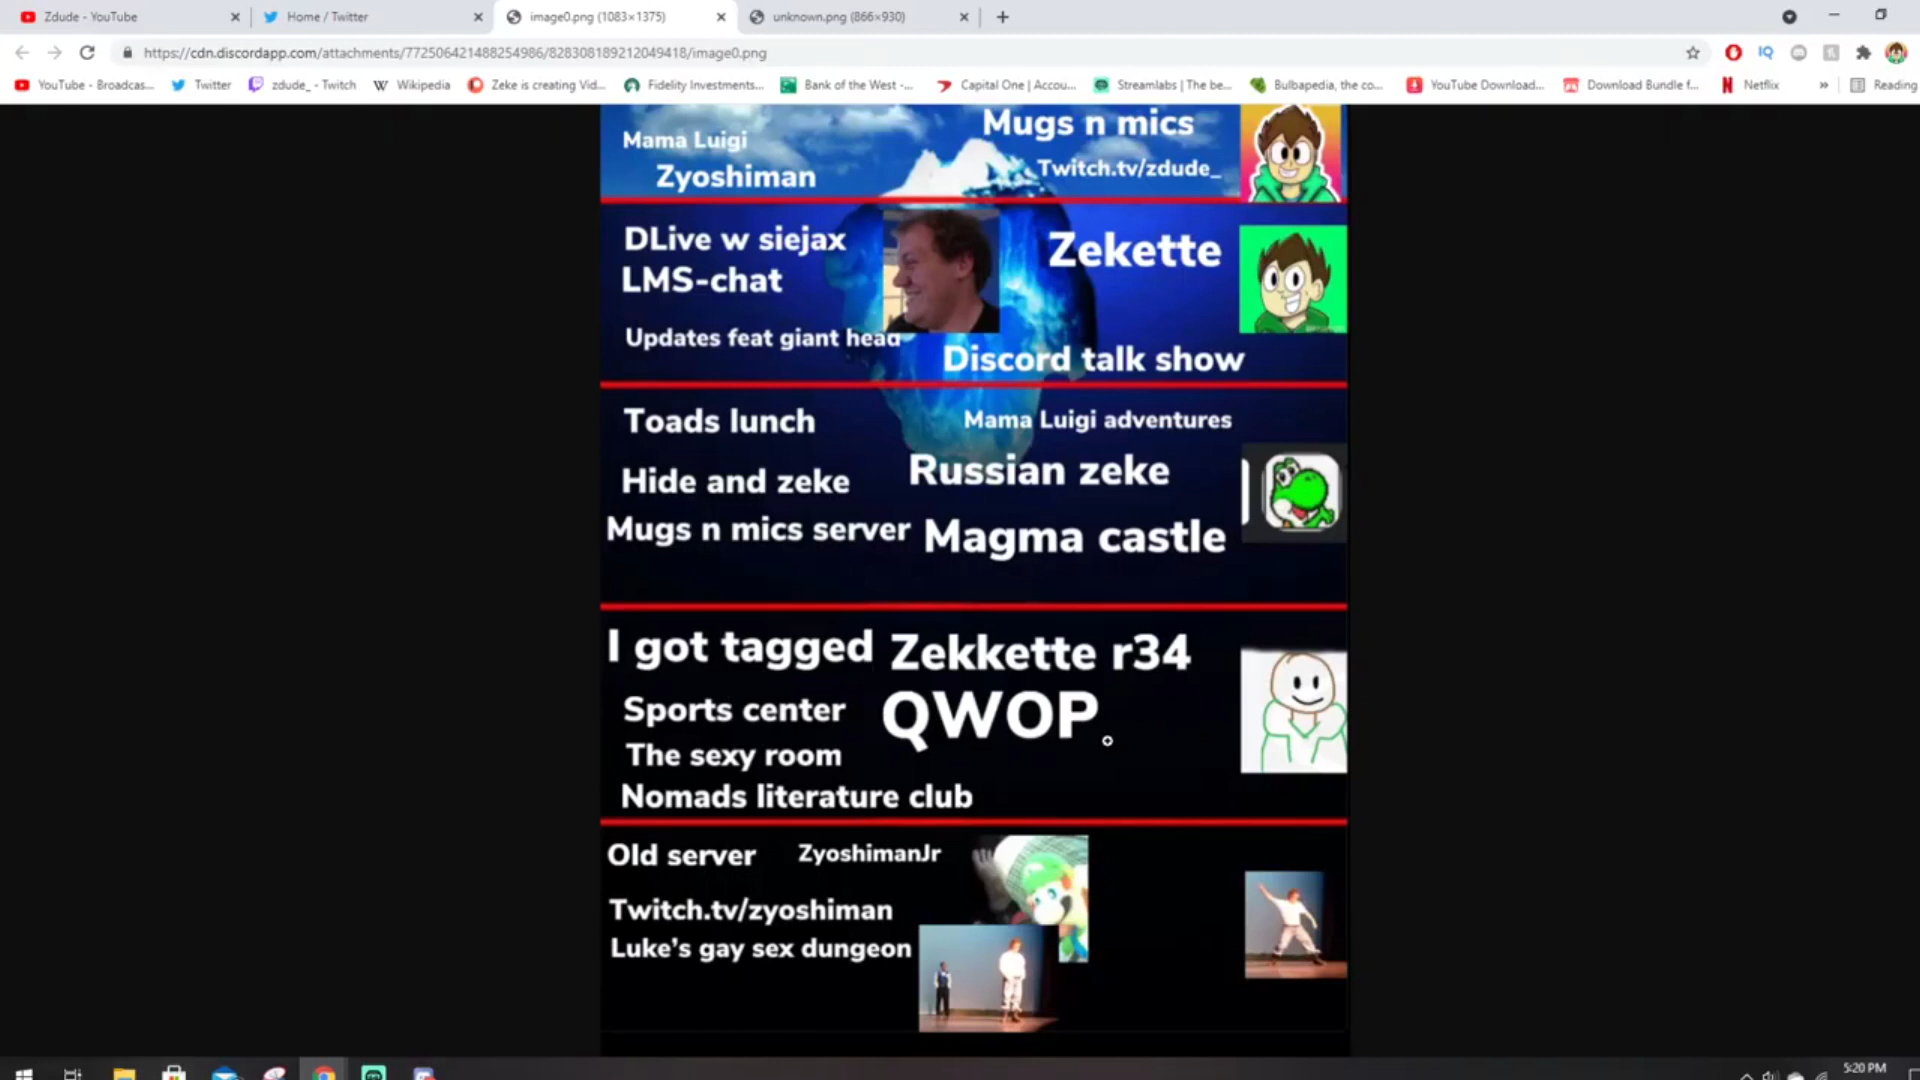 Zdude - YouTube
Home / Twitter
image0.png (1083×1375)
unknown.png (866×930)
https://cdn.discordapp.com/attachments/772506421488254986/828308189212049418/image0.png
YouTube - Broadcas...
Twitter
zdude_ - Twitch
Wikipedia
Zeke is creating Vid...
Fidelity Investments...
Bank of the West -...
Capital One | Accou...
Streamlabs | The be...
Bulbapedia, the co...
YouTube Download...
Download Bundle f...
Netflix
»
Reading
Mama Luigi
Mugs n mics
Zyoshiman
Twitch.tv/zdude_
DLive w siejax
Zekette
LMS-chat
Updates feat giant head
Discord talk show
Toads lunch
Mama Luigi adventures
Hide and zeke
Russian zeke
Mugs n mics server
Magma castle
I got tagged
Zekkette r34
Sports center
QWOP
The sexy room
Nomads literature club
Old server
ZyoshimanJr
Twitch.tv/zyoshiman
Luke's gay sex dungeon
5:20 PM